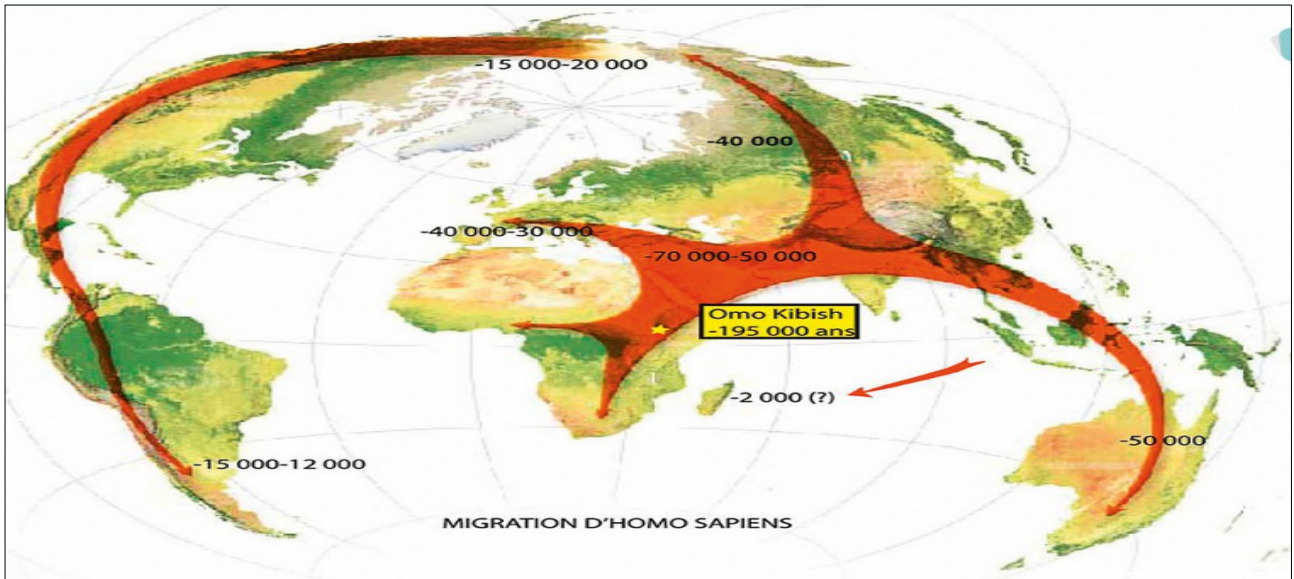 -15 000-20 000
-40 000
-40 000-30 000
-70 000-50 000
Omo Kibish
-195 000 ans
-2 000 (?)
-50 000
-15 000-12 000
MIGRATION D'HOMO SAPIENS